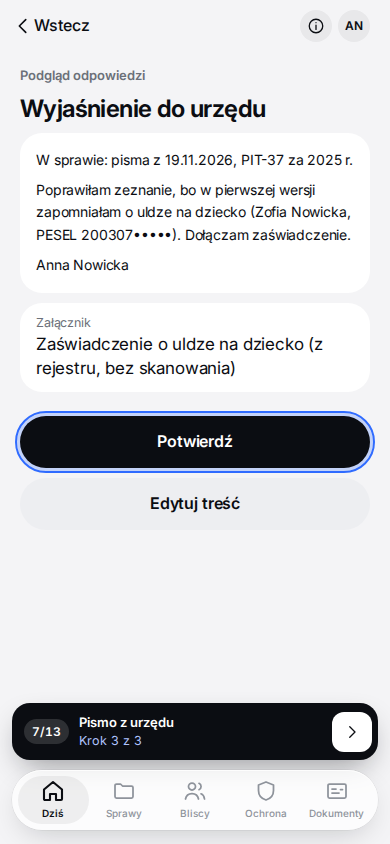 Wstecz
AN
Podgląd odpowiedzi
Wyjaśnienie do urzędu
W sprawie: pisma z 19.11.2026, PIT-37 za 2025 r.
Poprawiłam zeznanie, bo w pierwszej wersji
zapomniałam o uldze na dziecko (Zofia Nowicka,
PESEL 200307•••••). Dołączam zaświadczenie.
Anna Nowicka
Załącznik
Zaświadczenie o uldze na dziecko (z
rejestru, bez skanowania)
Potwierdź
Edytuj treść
7/13
Pismo z urzędu
Krok 3 z 3
Dziś
Sprawy
Bliscy
Ochrona
Dokumenty